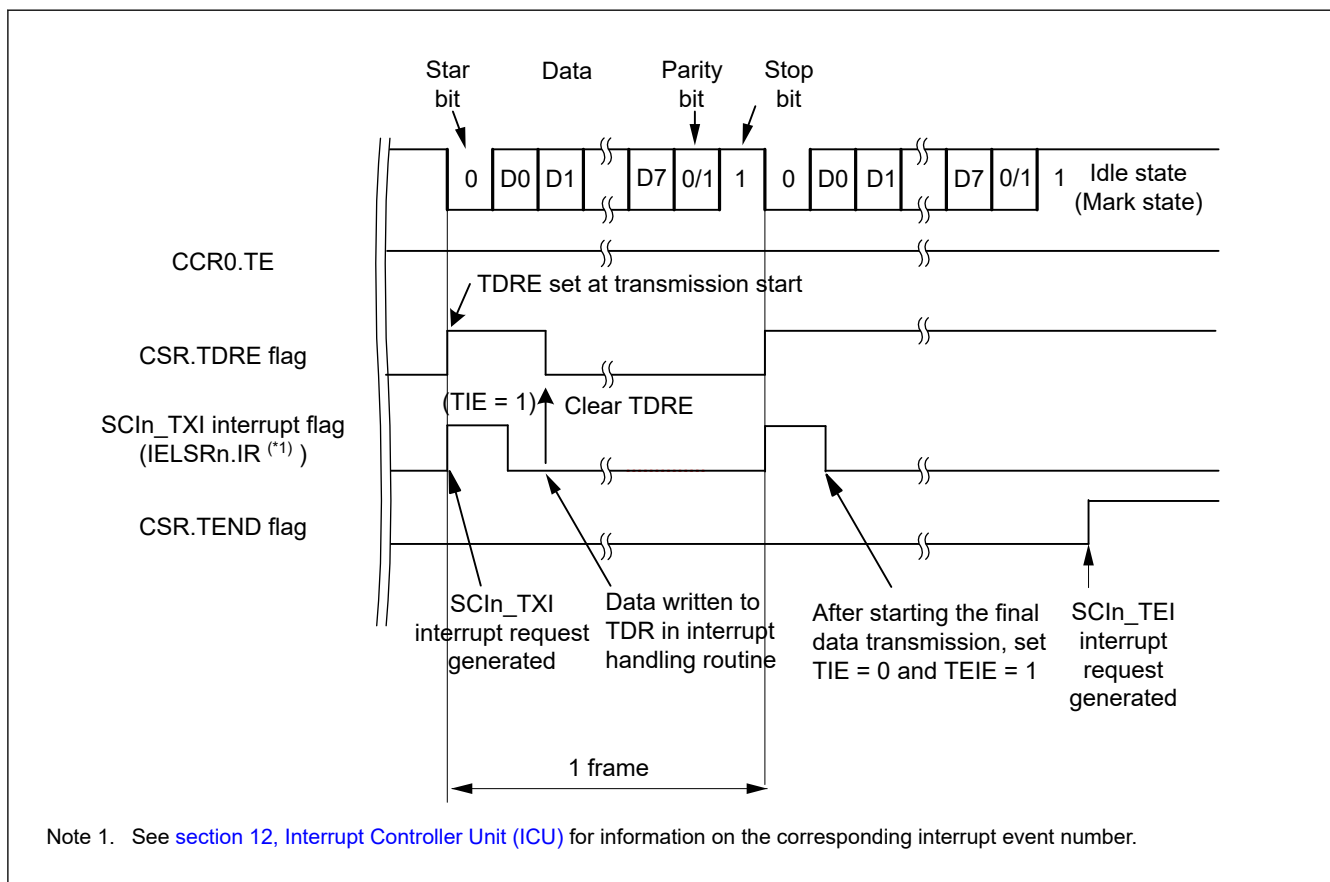 Star
bit
Data
Parity
bit
Stop
bit
0 D0 D1 D7 0/1 1 0 D0 D1 D7 0/1 1 Idle state
(Mark state)
CCR0.TE
TDRE set at transmission start
CSR.TDRE flag
(TIE = 1) Clear TDRE
SCIn_TXI interrupt flag
(IELSRn.IR (*1) )
CSR.TEND flag
SCIn_TXI
interrupt request
generated
Data written to
TDR in interrupt
handling routine
After starting the final
data transmission, set
TIE = 0 and TEIE = 1
SCIn_TEI
interrupt
request
generated
1 frame
Note 1. See section 12, Interrupt Controller Unit (ICU) for information on the corresponding interrupt event number.